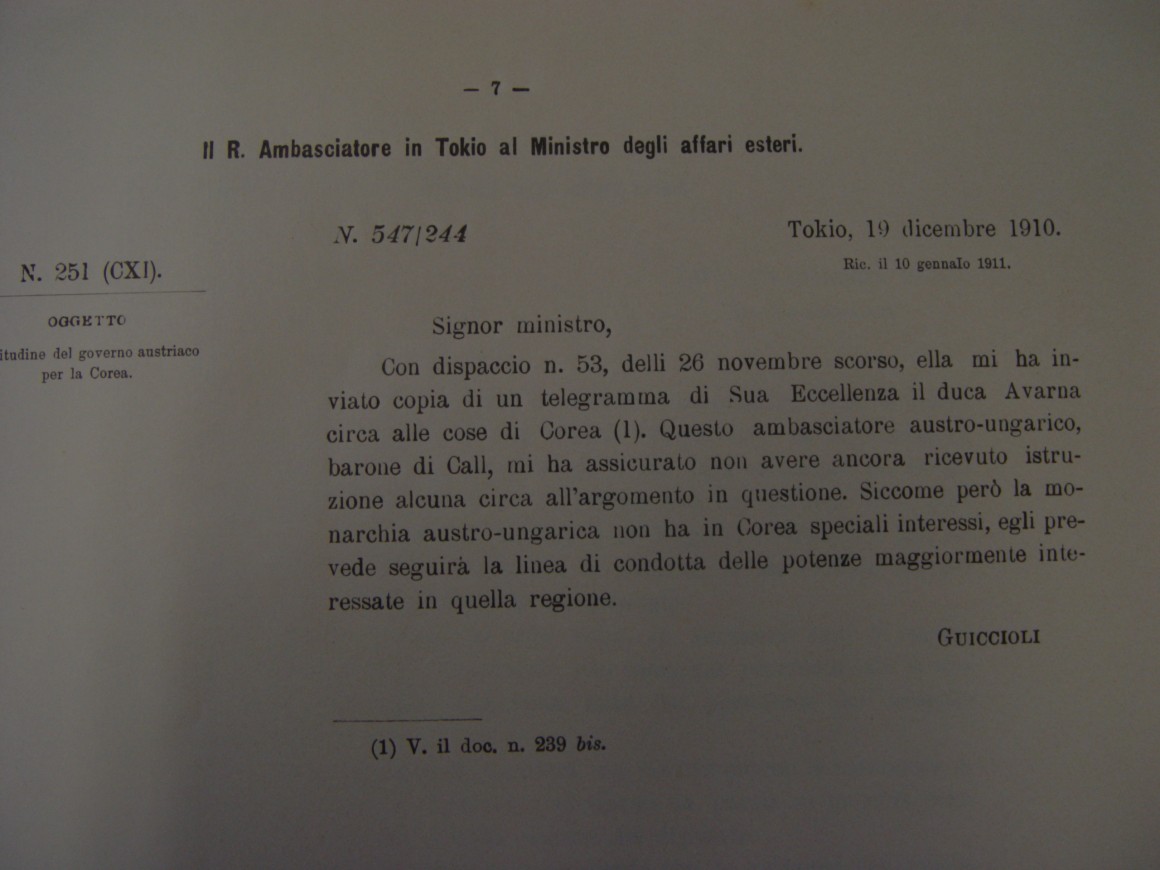 — 7 —
Il R. Ambasciatore in Tokio al Ministro degli affari esteri.
N. 547/244
Tokio, 19 dicembre 1910.
Ric. il 10 gennaio 1911.
N. 251 (CXI).
OGGETTO
itudine del governo austriaco
per la Corea.
Signor ministro,
Con dispaccio n. 53, delli 26 novembre scorso, ella mi ha in-
viato copia di un telegramma di Sua Eccellenza il duca Avarna
circa alle cose di Corea (1). Questo ambasciatore austro-ungarico,
barone di Call, mi ha assicurato non avere ancora ricevuto istru-
zione alcuna circa all'argomento in questione. Siccome però la mo-
narchia austro-ungarica non ha in Corea speciali interessi, egli pre-
vede seguirà la linea di condotta delle potenze maggiormente inte-
ressate in quella regione.
GUICCIOLI
(1) V. il doc. n. 239 bis.